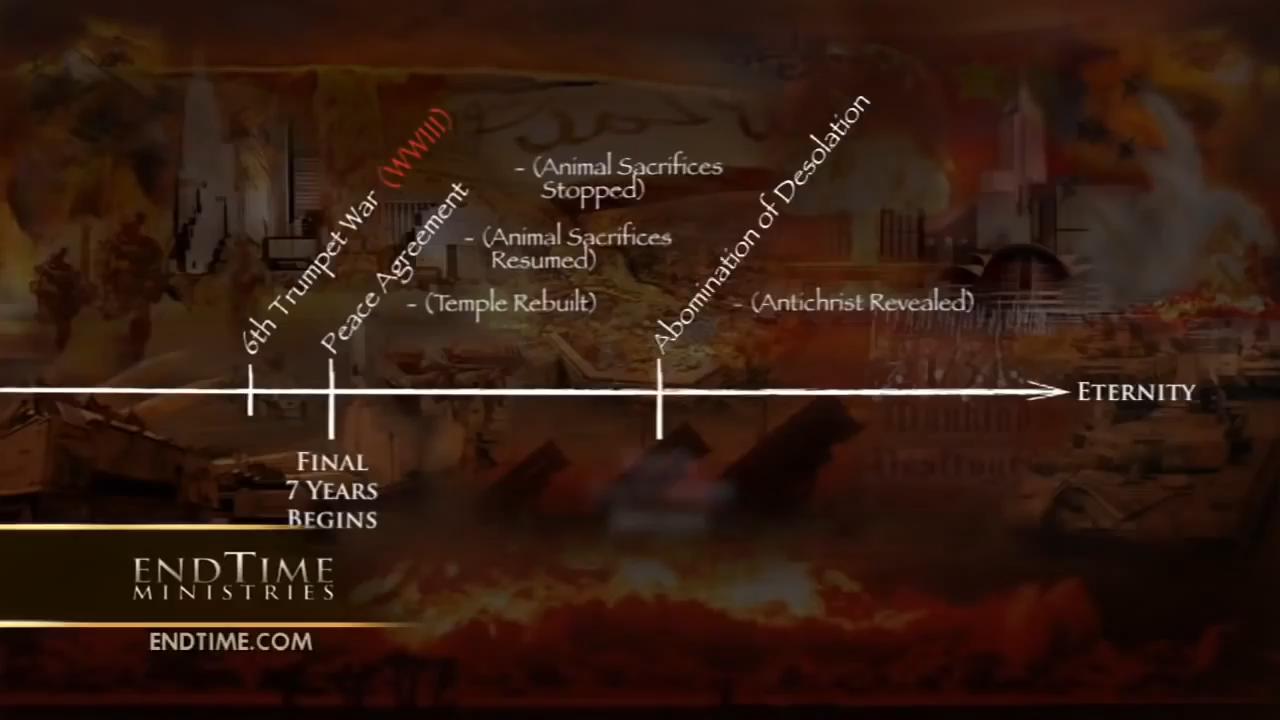 6th Trumpet War (WWIII)
Peace Agreement
- (Animal Sacrifices
Stopped)
- (Animal Sacrifices
Resumed)
- (Temple Rebuilt)
Abomination of Desolation
- (Antichrist Revealed)
ETERNITY
FINAL
7 YEARS
BEGINS
ENDTIME
MINISTRIES
ENDTIME.COM